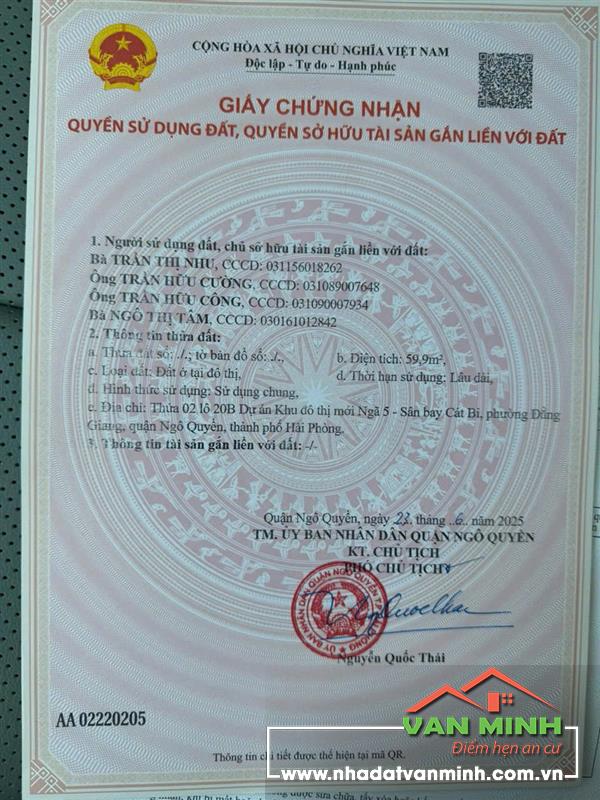 CỘNG HÒA XÃ HỘI CHỦ NGHĨA VIỆT NAM
Độc lập - Tự do - Hạnh phúc
GIẤY CHỨNG NHẬN
QUYỀN SỬ DỤNG ĐẤT, QUYỀN SỞ HỮU TÀI SẢN GẮN LIỀN VỚI ĐẤT
1. Người sử dụng đất, chủ sở hữu tài sản gắn liền với đất:
Bà TRẦN THỊ NHU, CCCD: 031156018262
Ông TRẦN HỮU CƯỜNG, CCCD: 031089007648
Ông TRẦN HỮU CÔNG, CCCD: 031090007934
Bà NGÔ THỊ TÂM, CCCD: 030161012842
2. Thông tin thửa đất:
a. Thửa đất số: ./.; tờ bản đồ số: ./., b. Diện tích: 59,9m²,
c. Loại đất: Đất ở tại đô thị, d. Thời hạn sử dụng: Lâu dài,
đ. Hình thức sử dụng: Sử dụng chung,
e. Địa chỉ: Thửa 02 lô 20B Dự án Khu đô thị mới Ngã 5 - Sân bay Cát Bi, phường Đằng
Giang, quận Ngô Quyền, thành phố Hải Phòng.
3. Thông tin tài sản gắn liền với đất: -/-
Quận Ngô Quyền, ngày 23 tháng 6 năm 2025
TM. ỦY BAN NHÂN DÂN QUẬN NGÔ QUYỀN
KT. CHỦ TỊCH
PHÓ CHỦ TỊCH
Nguyễn Quốc Thái
AA 02220205
VAN MINH
Điểm hẹn an cư
Thông tin chi tiết được thể hiện tại mã QR.
www.nhadatvanminh.com.vn